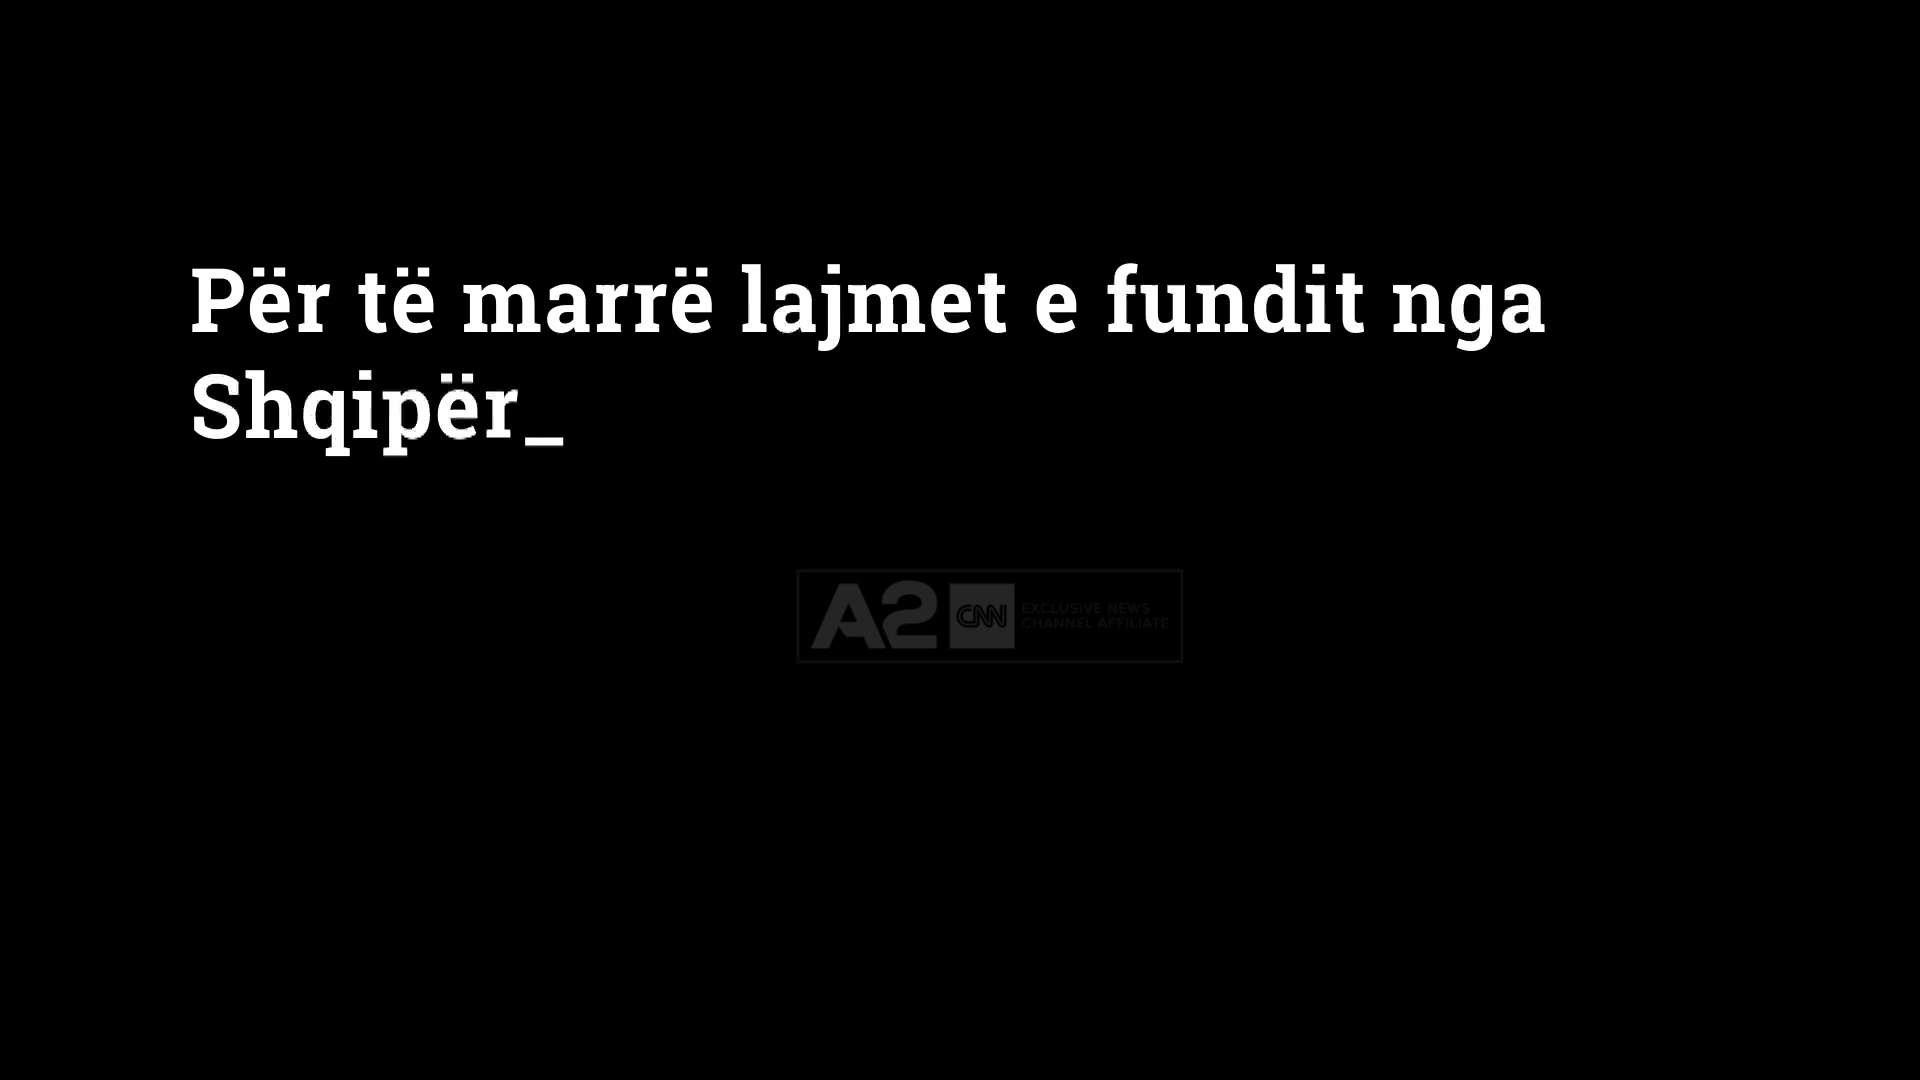 Për të marrë lajmet e fundit nga
Shqipër_
A2 CNN EXCLUSIVE NEWS
CHANNEL AFFILIATE